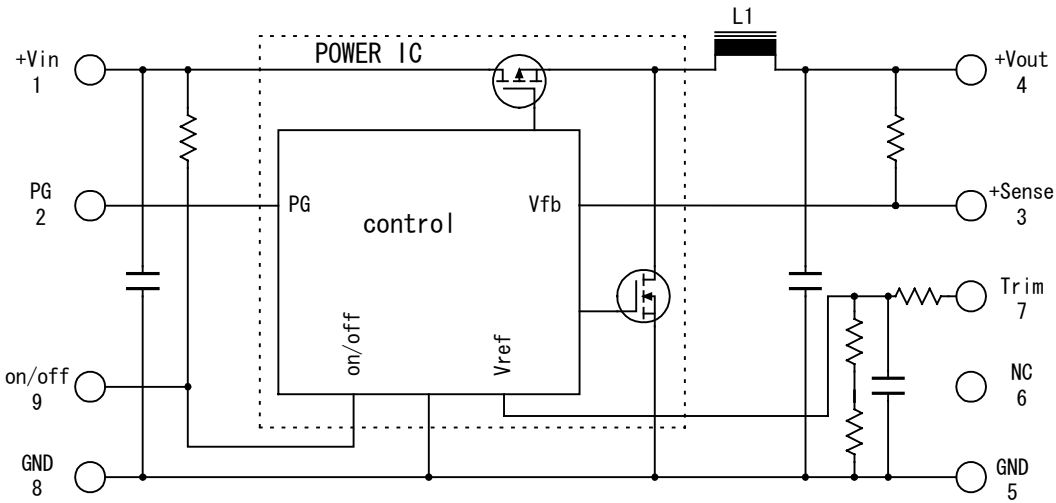 L1
POWER IC
+Vin
1
+Vout
4
PG
2
PG
control
Vfb
+Sense
3
Trim
7
on/off
Vref
on/off
9
NC
6
GND
8
GND
5